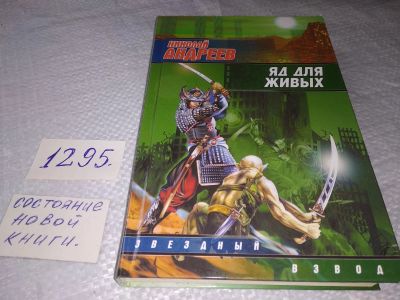 НИКОЛАЙ
АНДРЕЕВ
ЯД ДЛЯ
ЖИВЫХ
ЗВЕЗДНЫЙ
ВЗВОД
1295.
СОСТОЯНИЕ
НОВОЙ
КНИГИ.